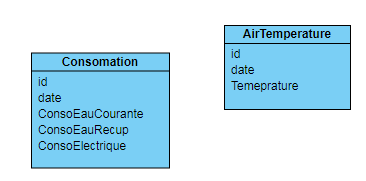 Consomation
id
date
ConsoEauCourante
ConsoEauRecup
ConsoElectrique
AirTemperature
id
date
Temeprature